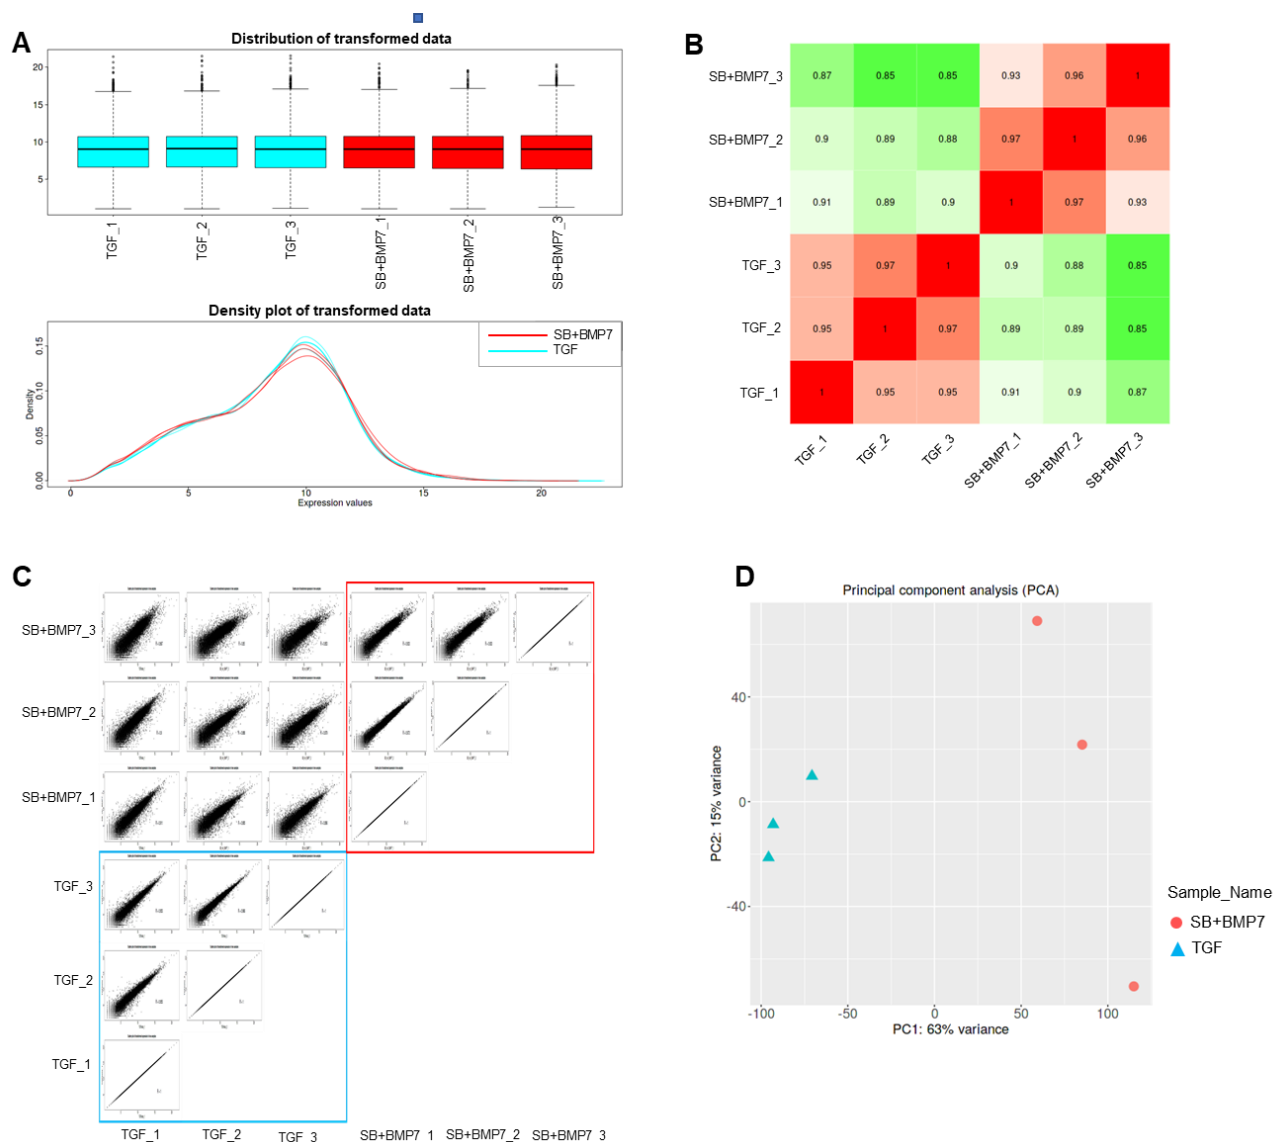 A
Distribution of transformed data
20
15
10
5
TGF_1
TGF_2
TGF_3
SB+BMP7_1
SB+BMP7_2
SB+BMP7_3
Density plot of transformed data
SB+BMP7
TGF
Density
0.15
0.10
0.05
0.00
0 5 10 15 20
Expression values
B
SB+BMP7_3 0.87 0.85 0.85 0.93 0.96 1
SB+BMP7_2 0.9 0.89 0.88 0.97 1 0.96
SB+BMP7_1 0.91 0.89 0.9 1 0.97 0.93
TGF_3 0.95 0.97 1 0.9 0.88 0.85
TGF_2 0.95 1 0.97 0.89 0.89 0.85
TGF_1 1 0.95 0.95 0.91 0.9 0.87
TGF_1 TGF_2 TGF_3 SB+BMP7_1 SB+BMP7_2 SB+BMP7_3
C
SB+BMP7_3
SB+BMP7_2
SB+BMP7_1
TGF_3
TGF_2
TGF_1
TGF_1 TGF_2 TGF_3 SB+BMP7_1 SB+BMP7_2 SB+BMP7_3
D
Principal component analysis (PCA)
PC2: 15% variance
40
0
-40
-100 -50 0 50 100
PC1: 63% variance
Sample_Name
SB+BMP7
TGF